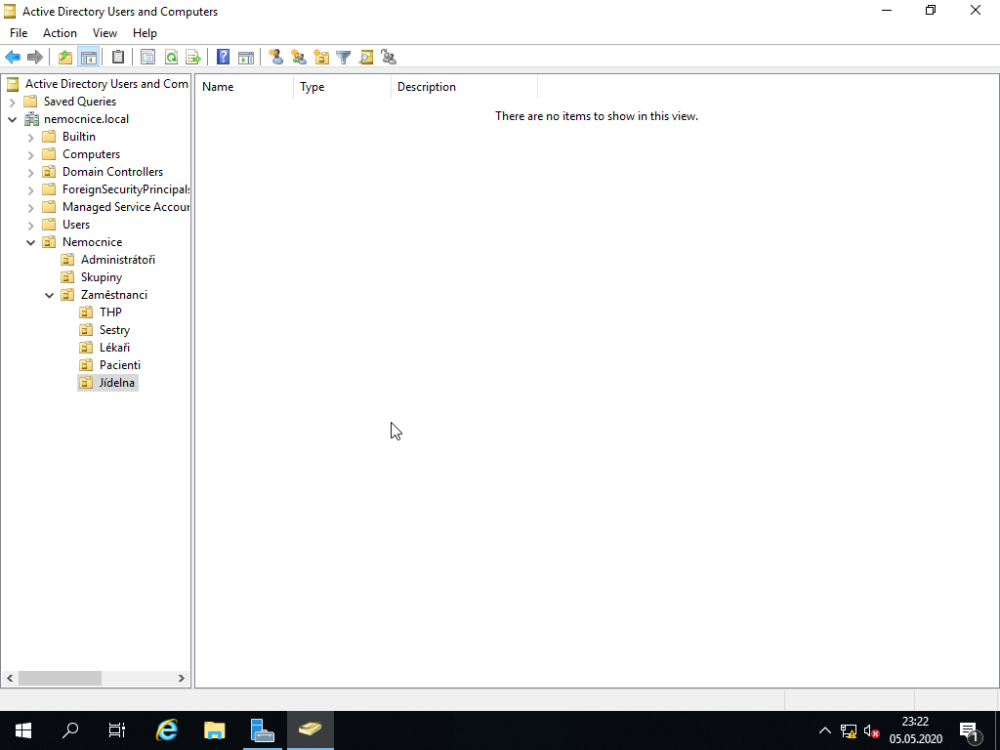 Active Directory Users and Computers
File Action View Help
Active Directory Users and Com
Saved Queries
nemocnice.local
Builtin
Computers
Domain Controllers
ForeignSecurityPrincipals
Managed Service Accour
Users
Nemocnice
Administrátoři
Skupiny
Zaměstnanci
THP
Sestry
Lékaři
Pacienti
Jídelna
Name Type Description
There are no items to show in this view.
23:22
05.05.2020
1